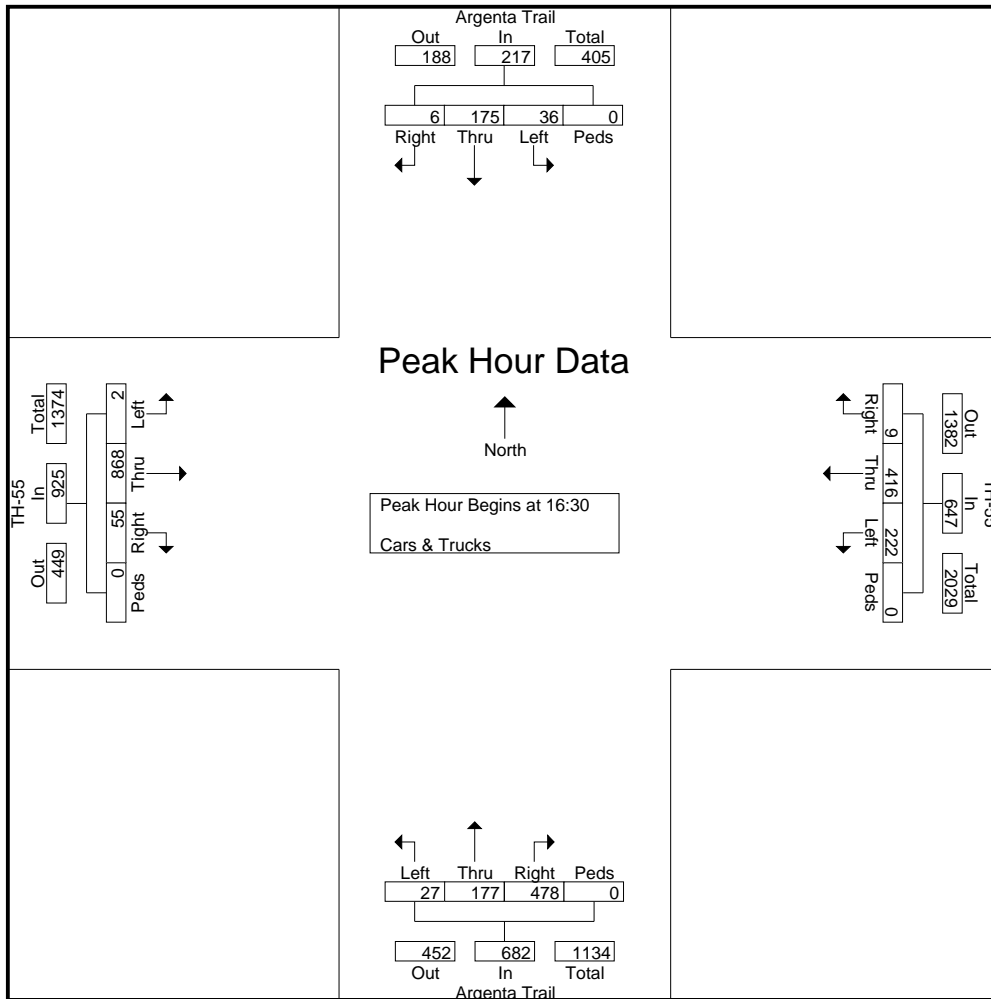 Argenta Trail
Out In Total
188 217 405
6 175 36 0
Right Thru Left Peds
Peak Hour Data
North
Peak Hour Begins at 16:30
Cars & Trucks
TH-55
Total In Out
1374 925 449
2 868 55 0
Left Thru Right Peds
Right Thru Left Peds
9 416 222 0
Out In Total
1382 647 2029
TH-55
Left Thru Right Peds
27 177 478 0
452 682 1134
Out In Total
Argenta Trail